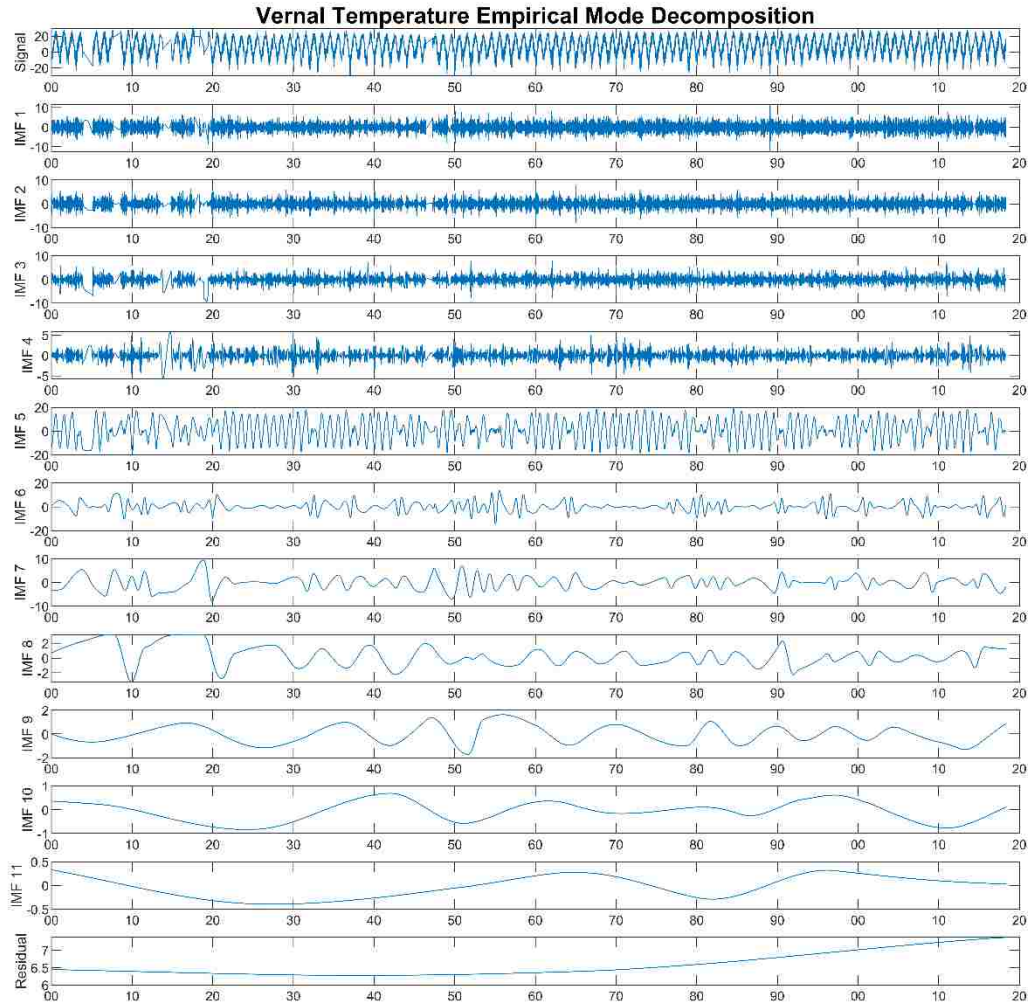 Vernal Temperature Empirical Mode Decomposition
Signal
20
0
-20
00 10 20 30 40 50 60 70 80 90 00 10 20
IMF 1
10
0
-10
00 10 20 30 40 50 60 70 80 90 00 10 20
IMF 2
10
0
-10
00 10 20 30 40 50 60 70 80 90 00 10 20
IMF 3
10
0
-10
00 10 20 30 40 50 60 70 80 90 00 10 20
IMF 4
5
0
-5
00 10 20 30 40 50 60 70 80 90 00 10 20
IMF 5
20
0
-20
00 10 20 30 40 50 60 70 80 90 00 10 20
IMF 6
20
0
-20
00 10 20 30 40 50 60 70 80 90 00 10 20
IMF 7
10
0
-10
00 10 20 30 40 50 60 70 80 90 00 10 20
IMF 8
2
0
-2
00 10 20 30 40 50 60 70 80 90 00 10 20
IMF 9
2
0
-2
00 10 20 30 40 50 60 70 80 90 00 10 20
IMF 10
1
0
-1
00 10 20 30 40 50 60 70 80 90 00 10 20
IMF 11
0.5
0
-0.5
00 10 20 30 40 50 60 70 80 90 00 10 20
Residual
7
6.5
6
00 10 20 30 40 50 60 70 80 90 00 10 20